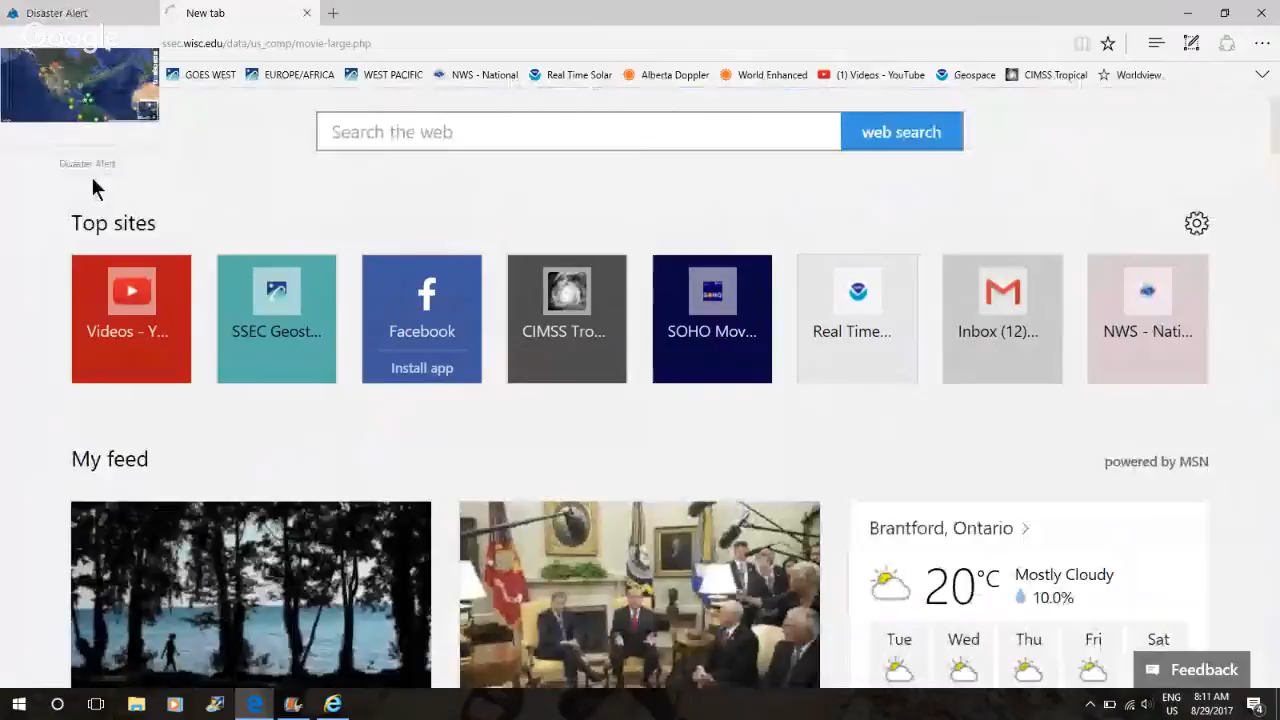 Disaster Alert
New tab
Google
ssec.wisc.edu/data/us_comp/movie-large.php
GOES WEST
EUROPE/AFRICA
WEST PACIFIC
NWS - National
Real Time Solar
Alberta Doppler
World Enhanced
(1) Videos - YouTube
Geospace
CIMSS Tropical
Worldview.
Search the web
web search
Disaster Alert
Top sites
Videos - Y...
SSEC Geost...
Facebook
Install app
CIMSS Tro...
SOHO Mov...
Real Time...
Inbox (12)...
NWS - Nati...
My feed
powered by MSN
Brantford, Ontario
20°C
Mostly Cloudy
10.0%
Tue
Wed
Thu
Fri
Sat
Feedback
ENG
US
8:11 AM
8/29/2017
4